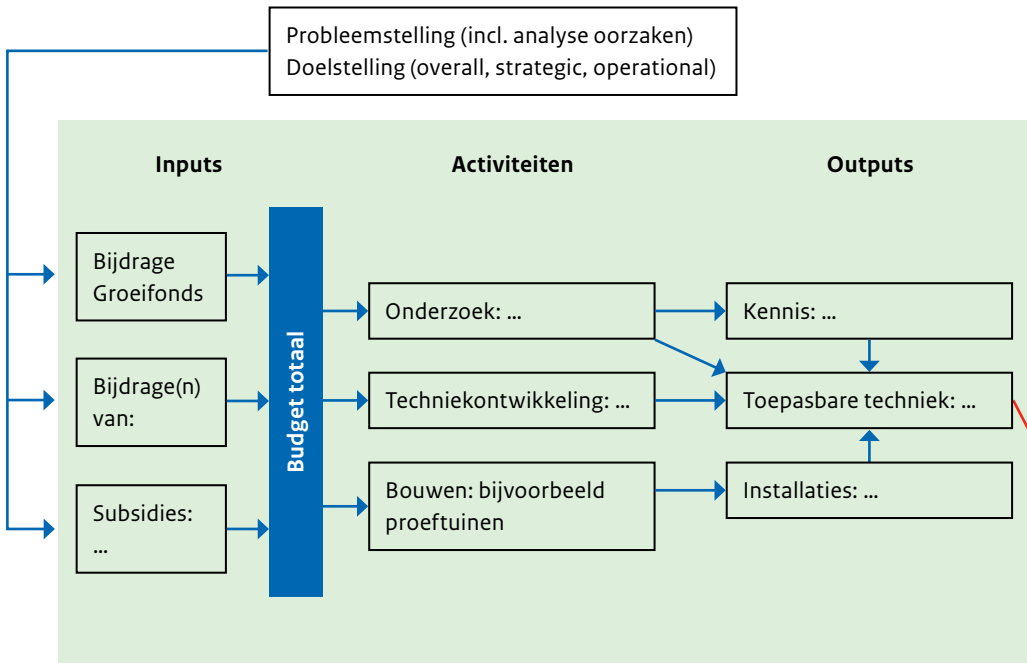 Probleemstelling (incl. analyse oorzaken)
Doelstelling (overall, strategic, operational)
Inputs
Activiteiten
Outputs
Bijdrage
Groeifonds
Bijdrage(n)
van:
Subsidies:
...
Budget totaal
Onderzoek: ...
Techniekontwikkeling: ...
Bouwen: bijvoorbeeld
proeftuinen
Kennis: ...
Toepasbare techniek: ...
Installaties: ...